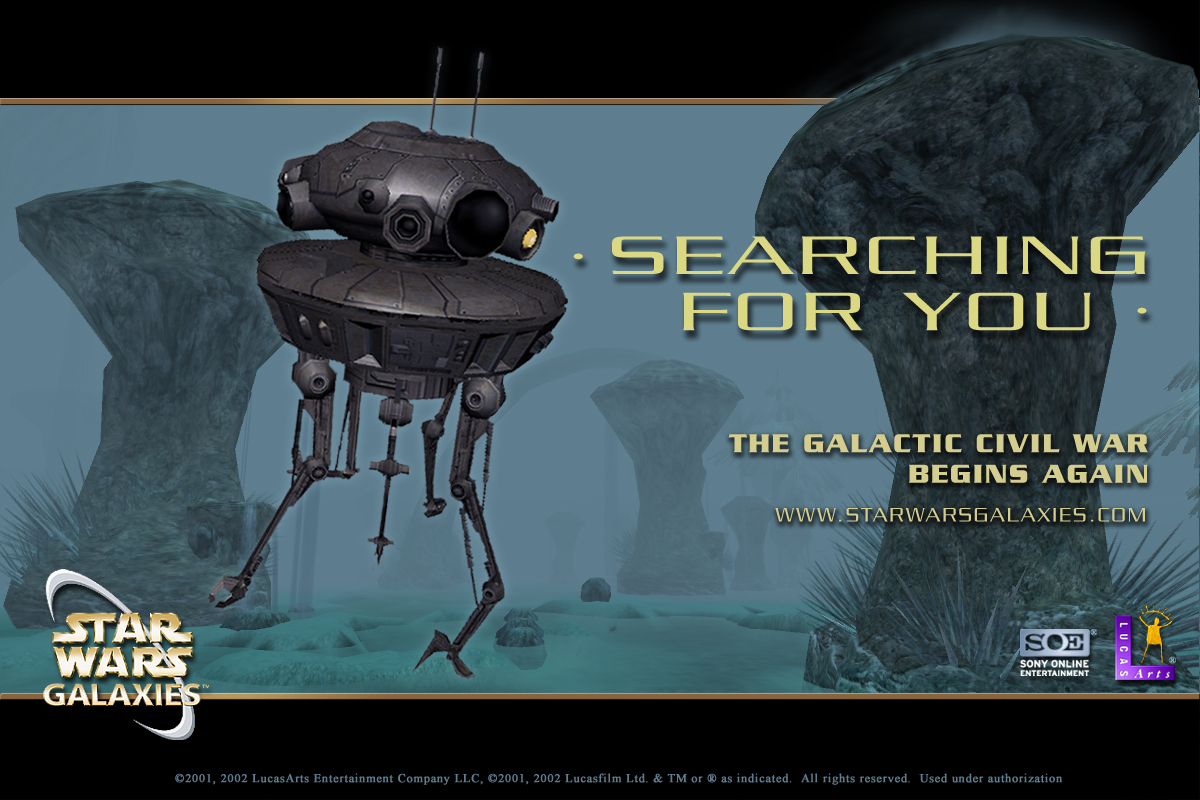 · SEARCHING
FOR YOU ·
THE GALACTIC CIVIL WAR
BEGINS AGAIN
WWW.STARWARSGALAXIES.COM
STAR
WARS
GALAXIES™
SOE®
SONY ONLINE
ENTERTAINMENT
LUCAS
Arts®
©2001, 2002 LucasArts Entertainment Company LLC, ©2001, 2002 Lucasfilm Ltd. & TM or ® as indicated. All rights reserved. Used under authorization